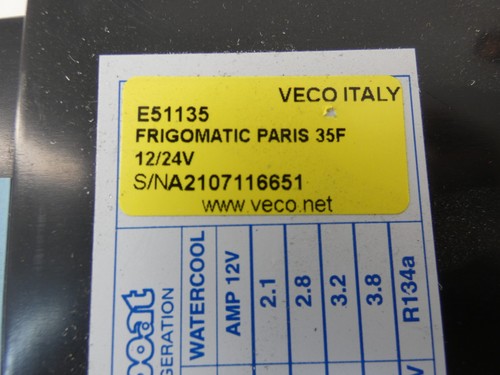 VECO ITALY
E51135
FRIGOMATIC PARIS 35F
12/24V
S/NA2107116651
www.veco.net
WATERCOOL
AMP 12V
2.1
2.8
3.2
3.8
R134a